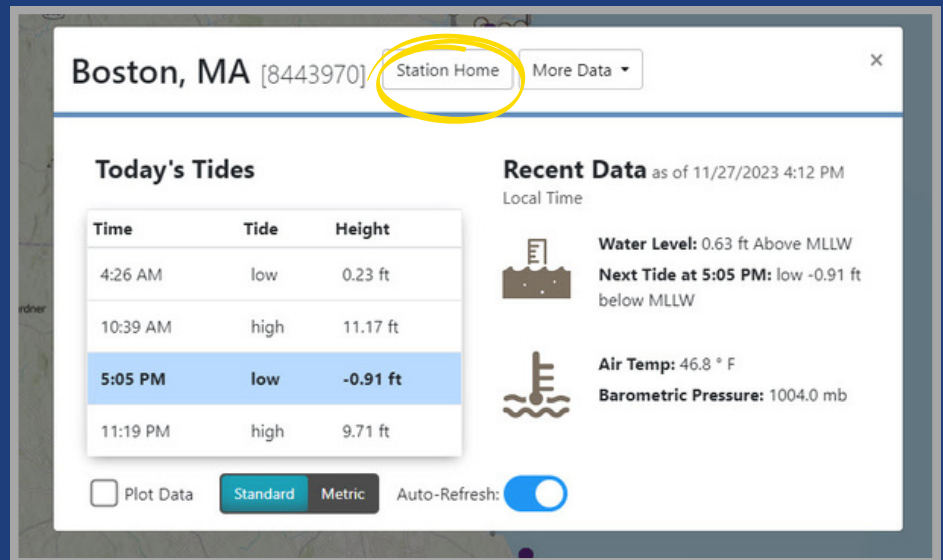 Boston, MA [8443970] Station Home More Data
×
Today's Tides
Time Tide Height
4:26 AM low 0.23 ft
10:39 AM high 11.17 ft
5:05 PM low -0.91 ft
11:19 PM high 9.71 ft
Plot Data Standard Metric Auto-Refresh:
Recent Data as of 11/27/2023 4:12 PM
Local Time
Water Level: 0.63 ft Above MLLW
Next Tide at 5:05 PM: low -0.91 ft
below MLLW
Air Temp: 46.8 ° F
Barometric Pressure: 1004.0 mb